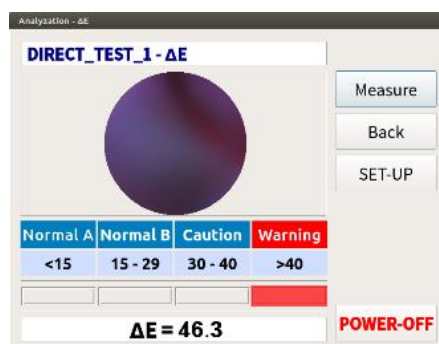 Analyzation - ΔE
DIRECT_TEST_1 - ΔE
Measure
Back
SET-UP
Normal A Normal B Caution Warning
<15 15 - 29 30 - 40 >40
ΔE = 46.3
POWER-OFF